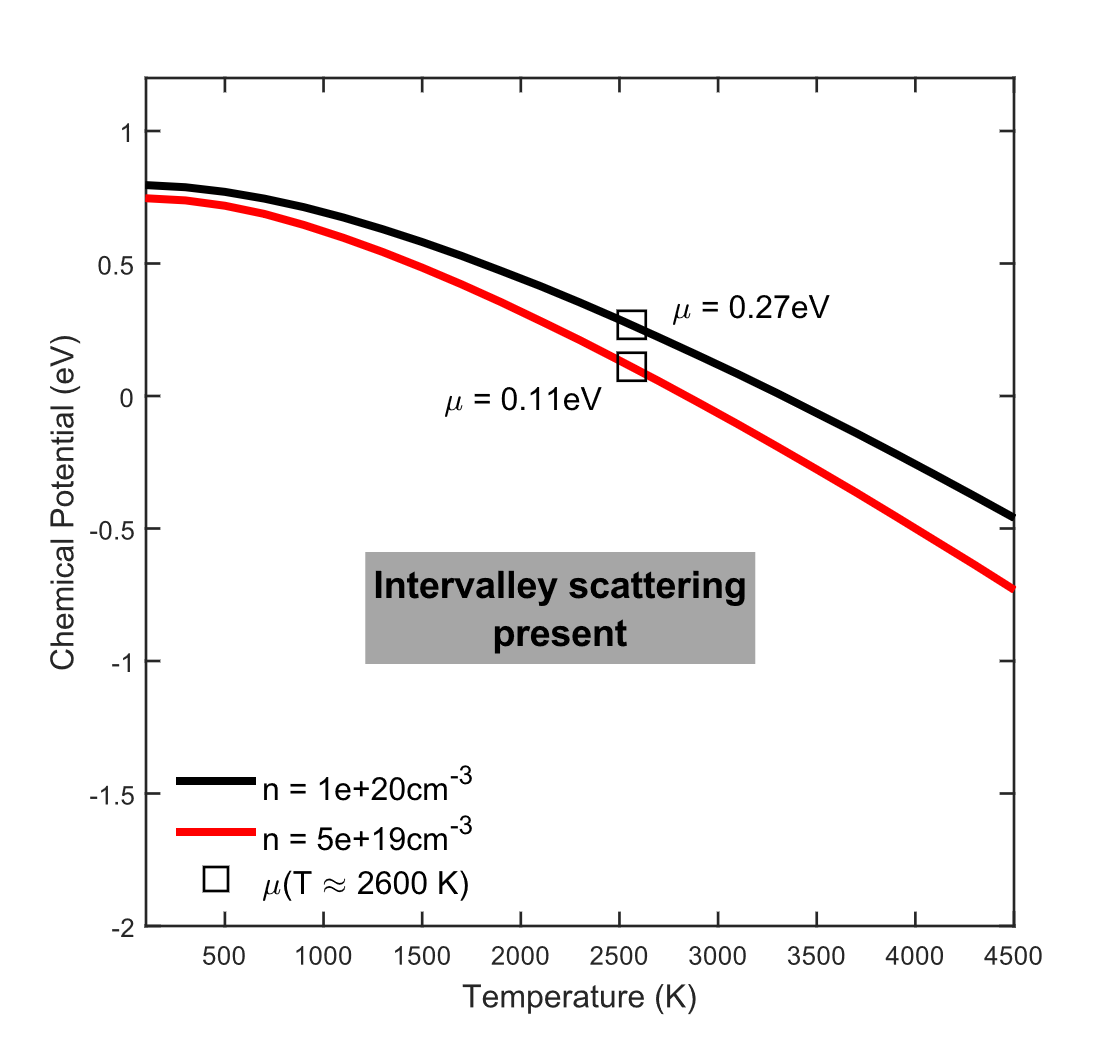 1
0.5
0
-0.5
-1
-1.5
-2
Chemical Potential (eV)
μ = 0.27eV
μ = 0.11eV
Intervalley scattering
present
n = 1e+20cm⁻³
n = 5e+19cm⁻³
μ(T ≈ 2600 K)
500 1000 1500 2000 2500 3000 3500 4000 4500
Temperature (K)